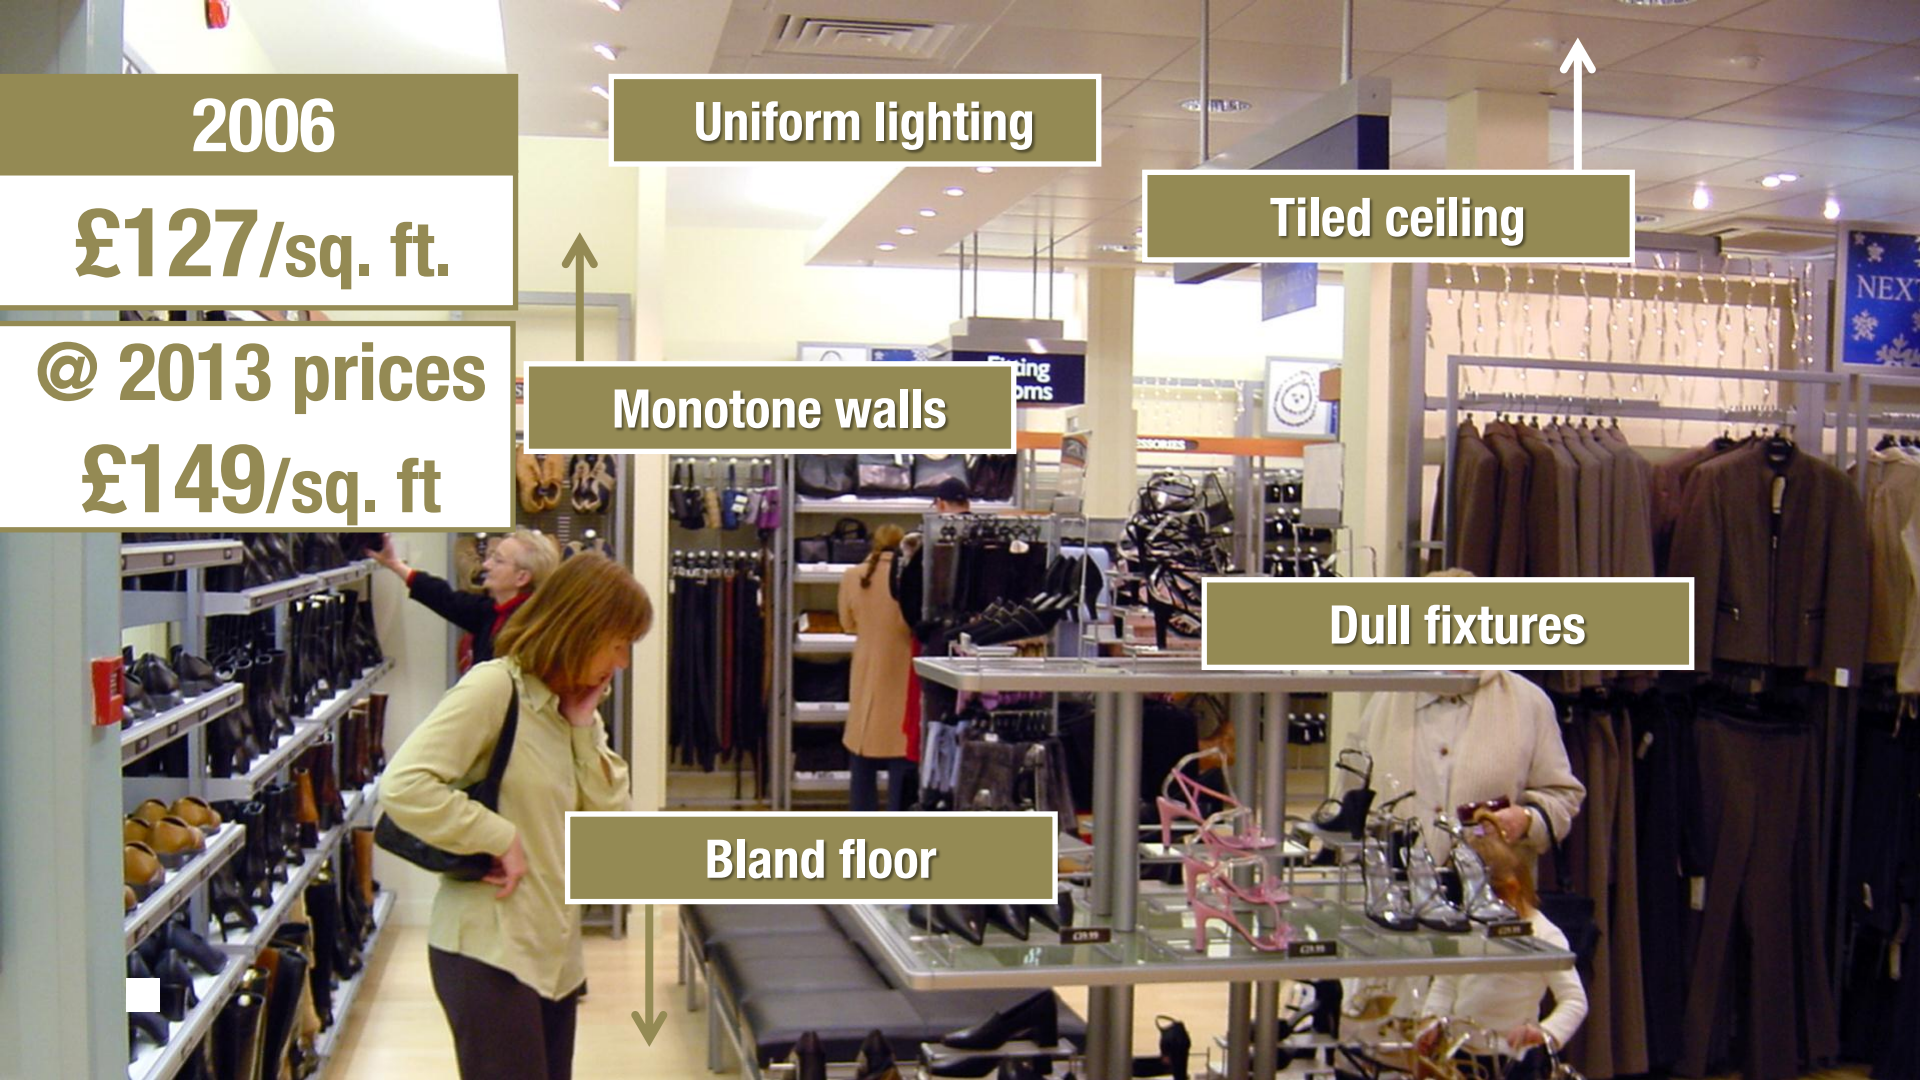 2006
£127/sq. ft.
@ 2013 prices
£149/sq. ft
Uniform lighting
Tiled ceiling
Monotone walls
Dull fixtures
Bland floor
NEXT